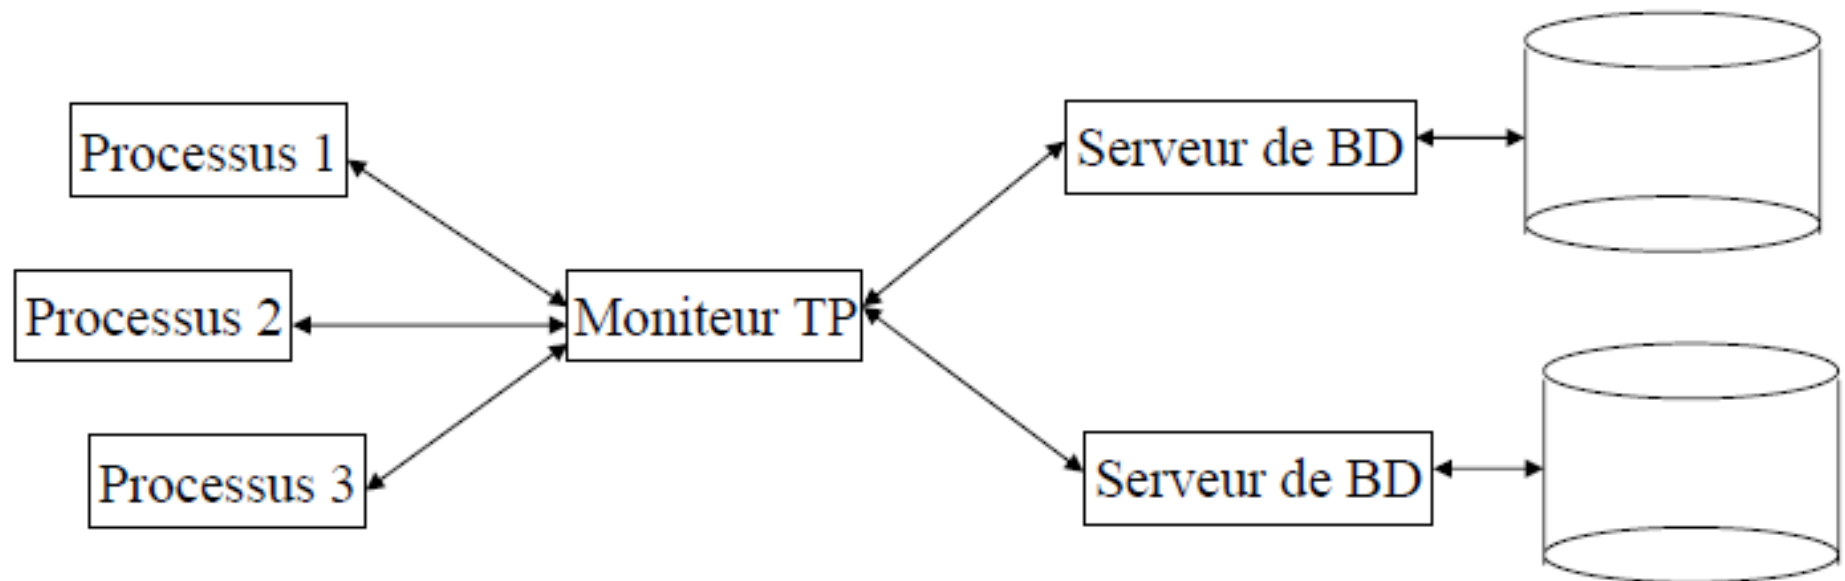 Processus 1
Serveur de BD
Processus 2
Moniteur TP
Processus 3
Serveur de BD